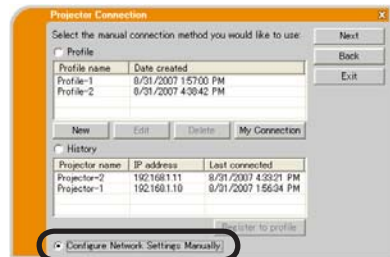 Projector Connection
Select the manual connection method you would like to use:
Profile
Profile name Date created
Profile-1 8/31/2007 1:57:00 PM
Profile-2 8/31/2007 4:38:42 PM
New Edit Delete My Connection
History
Projector name IP address Last connected
Projector-2 192.168.1.11 8/31/2007 4:33:21 PM
Projector-1 192.168.1.10 8/31/2007 1:56:34 PM
Register to profile
Configure Network Settings Manually
Next
Back
Exit